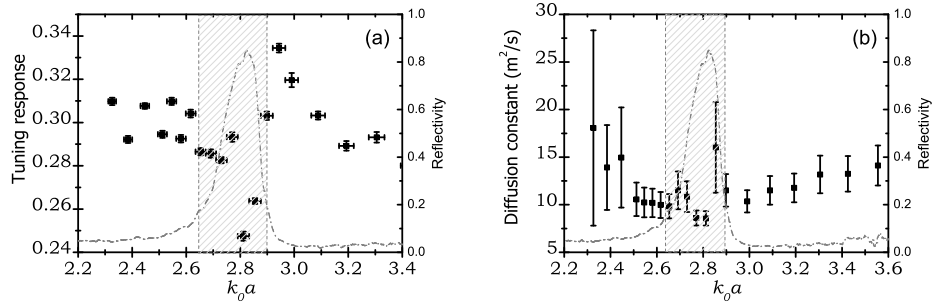 0.34
0.32
0.30
0.28
0.26
0.24
Tuning response
(a)
1.0
0.8
0.6
0.4
0.2
0.0
Reflectivity
2.2 2.4 2.6 2.8 3.0 3.2 3.4
k₀a
30
25
20
15
10
5
Diffusion constant (m²/s)
(b)
1.0
0.8
0.6
0.4
0.2
0.0
Reflectivity
2.2 2.4 2.6 2.8 3.0 3.2 3.4 3.6
k₀a